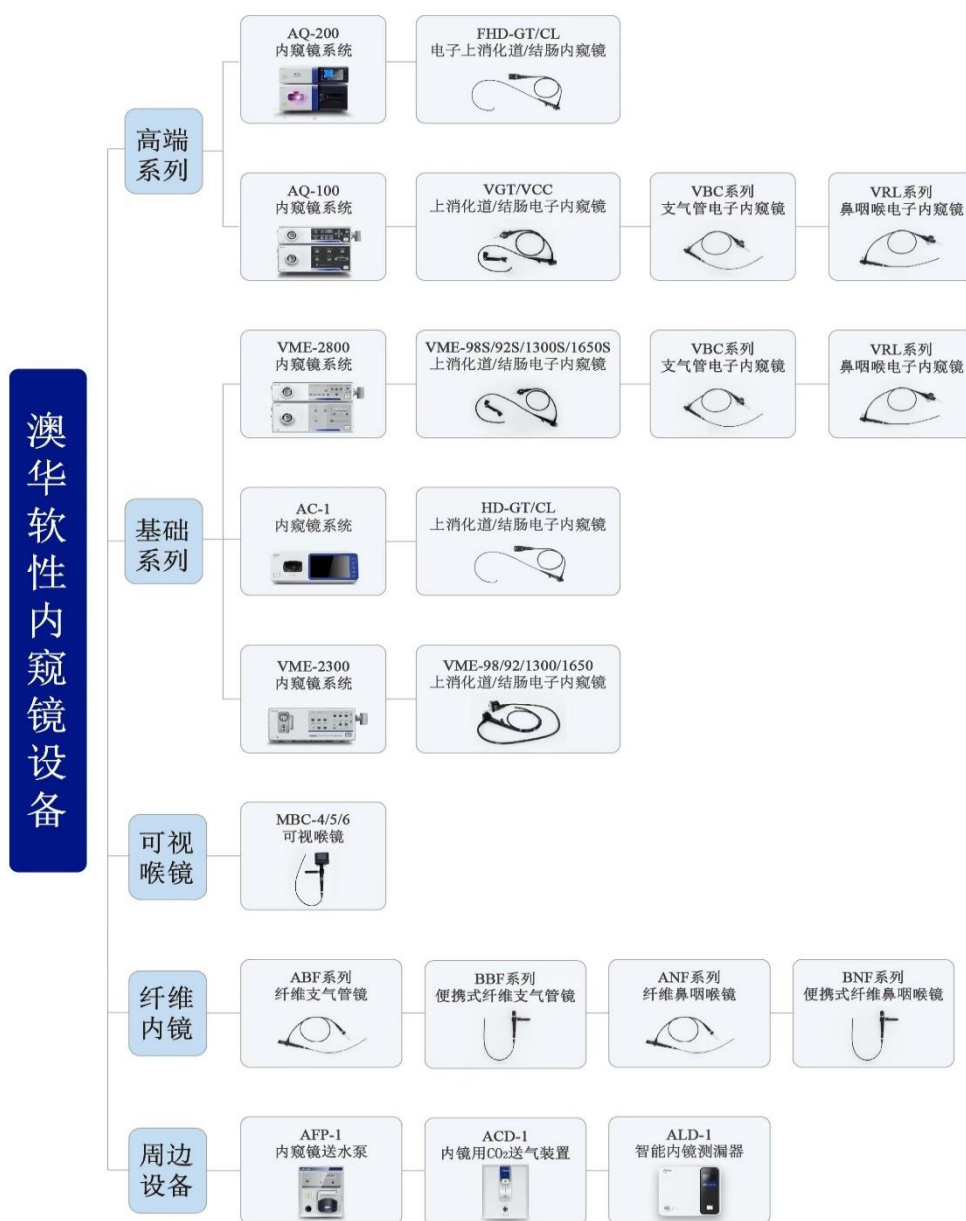 澳华软性内窥镜设备
高端
系列
AQ-200
内窥镜系统
FHD-GT/CL
电子上消化道/结肠内窥镜
AQ-100
内窥镜系统
VGT/VCC
上消化道/结肠电子内窥镜
VBC系列
支气管电子内窥镜
VRL系列
鼻咽喉电子内窥镜
基础
系列
VME-2800
内窥镜系统
VME-98S/92S/1300S/1650S
上消化道/结肠电子内窥镜
VBC系列
支气管电子内窥镜
VRL系列
鼻咽喉电子内窥镜
AC-1
内窥镜系统
HD-GT/CL
上消化道/结肠电子内窥镜
VME-2300
内窥镜系统
VME-98/92/1300/1650
上消化道/结肠电子内窥镜
可视
喉镜
MBC-4/5/6
可视喉镜
纤维
内镜
ABF系列
纤维支气管镜
BBF系列
便携式纤维支气管镜
ANF系列
纤维鼻咽喉镜
BNF系列
便携式纤维鼻咽喉镜
周边
设备
AFP-1
内窥镜送水泵
ACD-1
内镜用CO₂送气装置
ALD-1
智能内镜测漏器